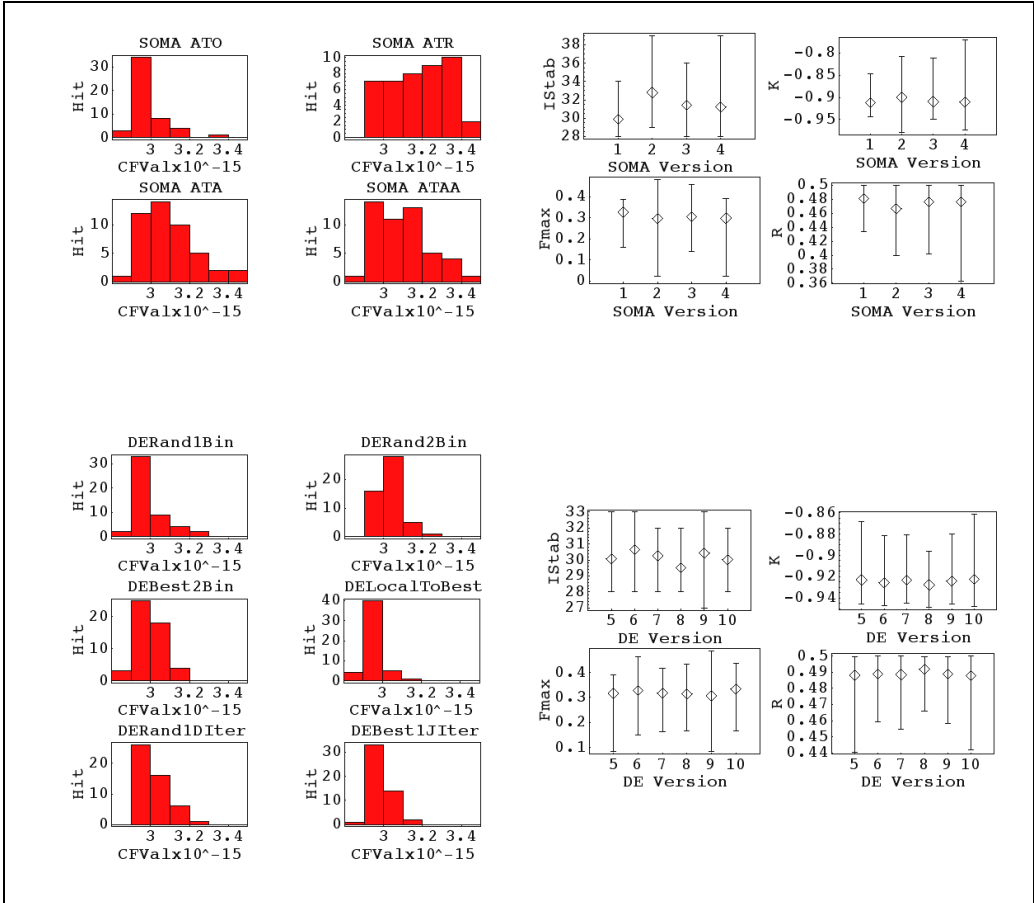 SOMA ATO
Hit
30
20
10
0
3 3.2 3.4
CFValx10^-15
SOMA ATR
Hit
10
8
6
4
2
0
3 3.2 3.4
CFValx10^-15
SOMA ATA
Hit
10
5
0
3 3.2 3.4
CFValx10^-15
SOMA ATAA
Hit
10
5
0
3 3.2 3.4
CFValx10^-15
IStab
38
36
34
32
30
28
1 2 3 4
SOMA Version
K
-0.8
-0.85
-0.9
-0.95
1 2 3 4
SOMA Version
Fmax
0.4
0.3
0.2
0.1
0
1 2 3 4
SOMA Version
R
0.5
0.48
0.46
0.44
0.42
0.4
0.38
0.36
1 2 3 4
SOMA Version
DERand1Bin
Hit
30
20
10
0
3 3.2 3.4
CFValx10^-15
DERand2Bin
Hit
20
10
0
3 3.2 3.4
CFValx10^-15
DEBest2Bin
Hit
20
10
0
3 3.2 3.4
CFValx10^-15
DELocalToBest
Hit
40
30
20
10
0
3 3.2 3.4
CFValx10^-15
DERand1DIter
Hit
20
10
0
3 3.2 3.4
CFValx10^-15
DEBest1JIter
Hit
30
20
10
0
3 3.2 3.4
CFValx10^-15
IStab
33
32
31
30
29
28
27
5 6 7 8 9 10
DE Version
K
-0.86
-0.88
-0.9
-0.92
-0.94
5 6 7 8 9 10
DE Version
Fmax
0.4
0.3
0.2
0.1
5 6 7 8 9 10
DE Version
R
0.5
0.49
0.48
0.47
0.46
0.45
0.44
5 6 7 8 9 10
DE Version